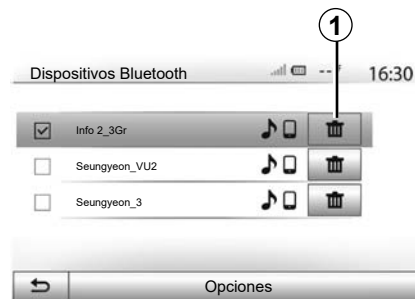 1
Dispositivos Bluetooth -- 16:30
Info 2_3Gr
Seungyeon_VU2
Seungyeon_3
Opciones